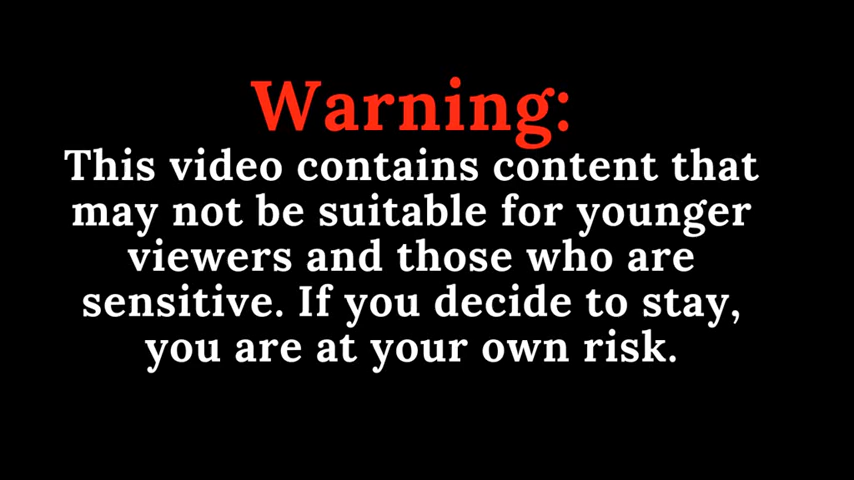 Warning:
This video contains content that
may not be suitable for younger
viewers and those who are
sensitive. If you decide to stay,
you are at your own risk.